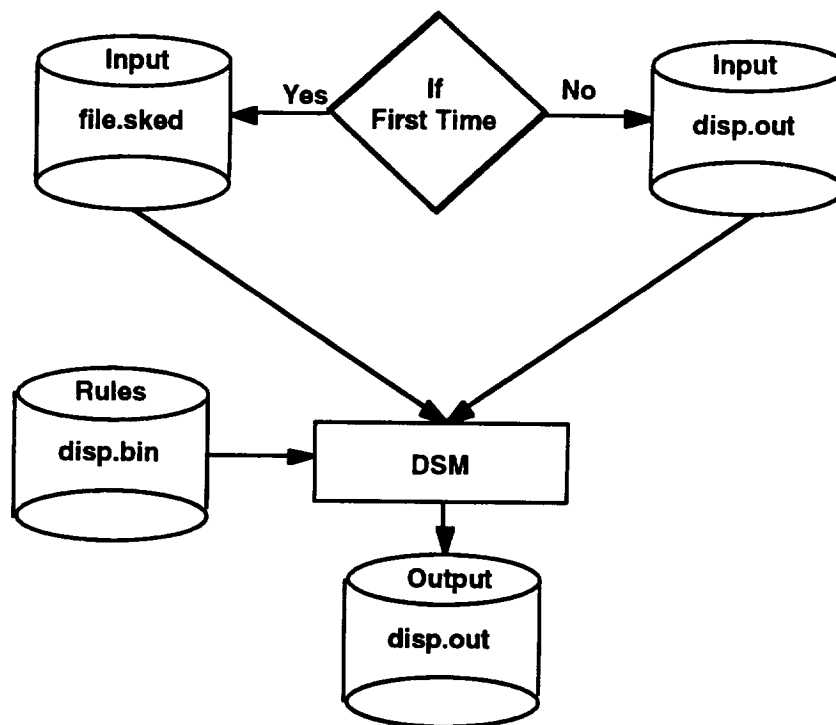 Input
file.sked
Yes
If
First Time
No
Input
disp.out
Rules
disp.bin
DSM
Output
disp.out